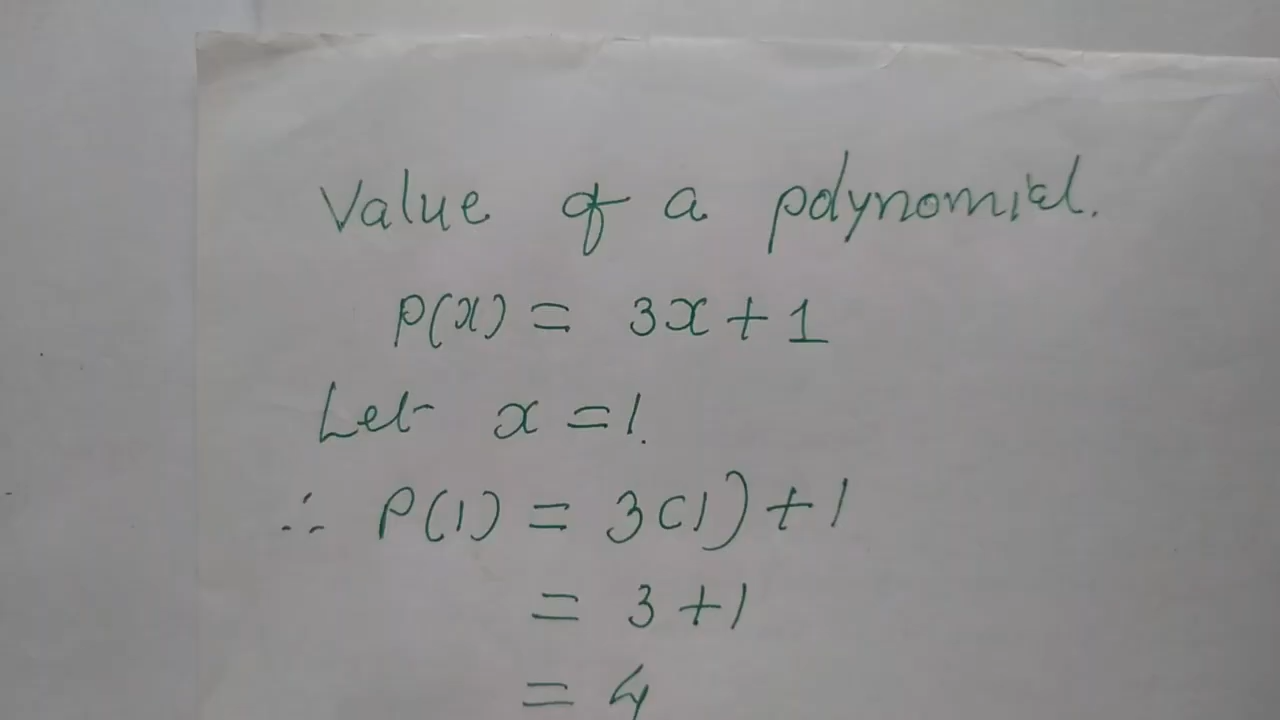 Value of a polynomial.
P(x) = 3x + 1
Let x = 1.
∴ P(1) = 3(1) + 1
= 3 + 1
= 4